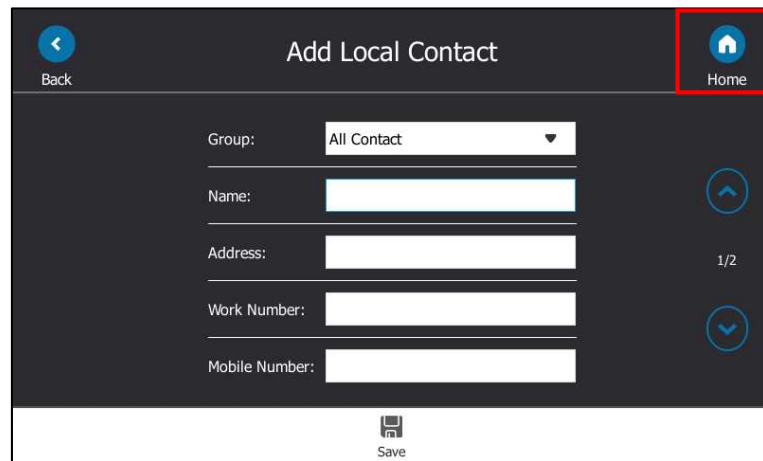 Add Local Contact
Back
Home
Group: All Contact
Name:
Address:
1/2
Work Number:
Mobile Number:
Save